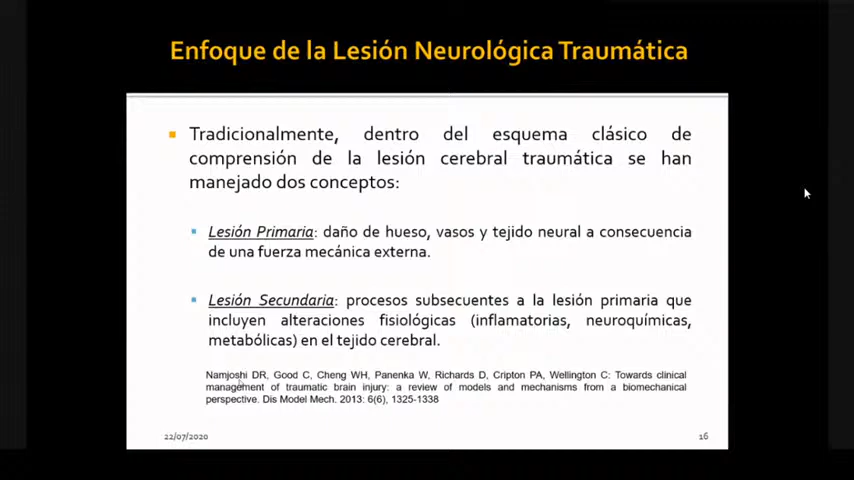 Enfoque de la Lesión Neurológica Traumática
Tradicionalmente, dentro del esquema clásico de
comprensión de la lesión cerebral traumática se han
manejado dos conceptos:
Lesión Primaria: daño de hueso, vasos y tejido neural a consecuencia
de una fuerza mecánica externa.
Lesión Secundaria: procesos subsecuentes a la lesión primaria que
incluyen alteraciones fisiológicas (inflamatorias, neuroquímicas,
metabólicas) en el tejido cerebral.
Namjoshi DR, Good C, Cheng WH, Panenka W, Richards D, Cripton PA, Wellington C: Towards clinical
management of traumatic brain injury: a review of models and mechanisms from a biomechanical
perspective. Dis Model Mech. 2013: 6(6), 1325-1338
22/07/2020
16